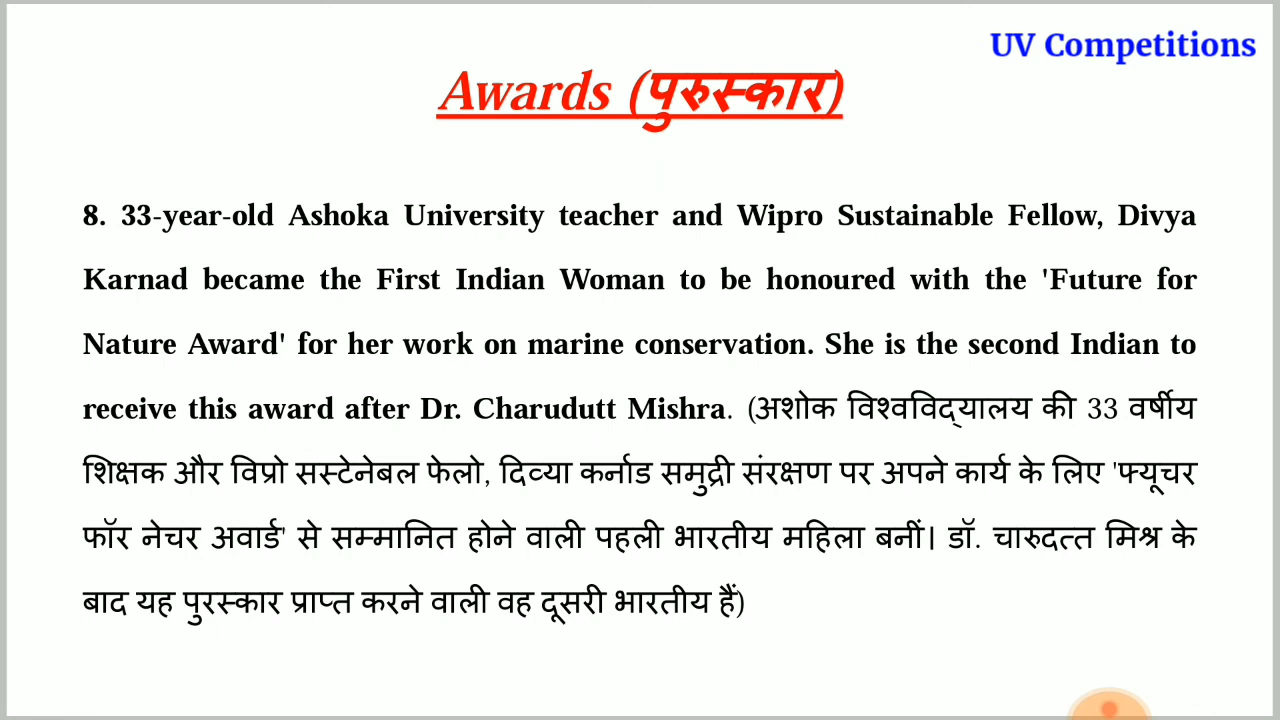 UV Competitions
Awards (पुरुस्कार)
8. 33-year-old Ashoka University teacher and Wipro Sustainable Fellow, Divya
Karnad became the First Indian Woman to be honoured with the 'Future for
Nature Award' for her work on marine conservation. She is the second Indian to
receive this award after Dr. Charudutt Mishra. (अशोक विश्वविद्यालय की 33 वर्षीय
शिक्षक और विप्रो सस्टेनेबल फेलो, दिव्या कर्नाड समुद्री संरक्षण पर अपने कार्य के लिए 'फ्यूचर
फॉर नेचर अवार्ड' से सम्मानित होने वाली पहली भारतीय महिला बनीं। डॉ. चारुदत्त मिश्र के
बाद यह पुरस्कार प्राप्त करने वाली वह दूसरी भारतीय हैं)